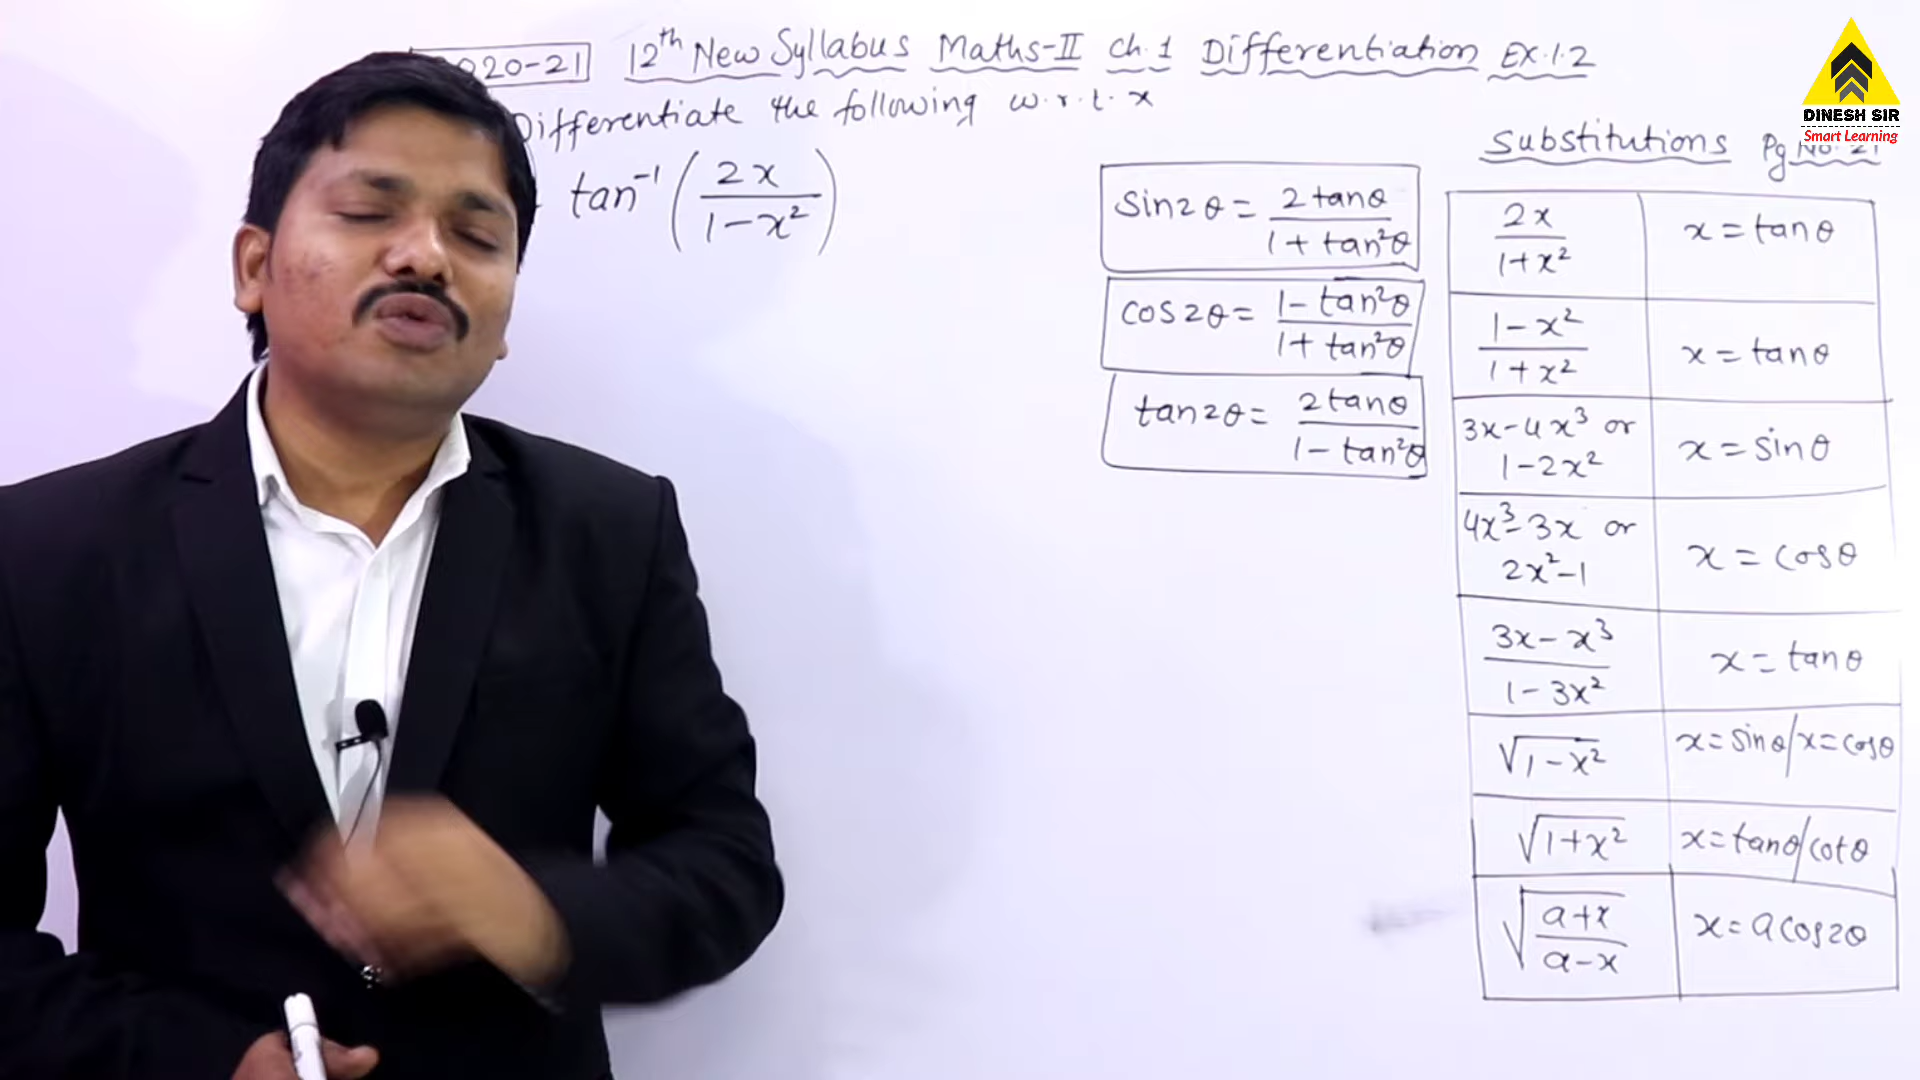 2020-21 12th New Syllabus Maths-II Ch.1 Differentiation Ex.1.2
Differentiate the following w.r.t. x
tan⁻¹ (2x / 1-x²)
sin2θ = 2tanθ / 1+tan²θ
cos2θ = 1-tan²θ / 1+tan²θ
tan2θ = 2tanθ / 1-tan²θ
DINESH SIR
Smart Learning
Substitutions Pg No. 21
2x / 1+x² x = tanθ
1-x² / 1+x² x = tanθ
3x-4x³ or
1-2x² x = sinθ
4x³-3x or
2x²-1 x = cosθ
3x-x³ / 1-3x² x = tanθ
√1-x² x = sinθ/x = cosθ
√1+x² x = tanθ/cotθ
√a+x / a-x x = acos2θ